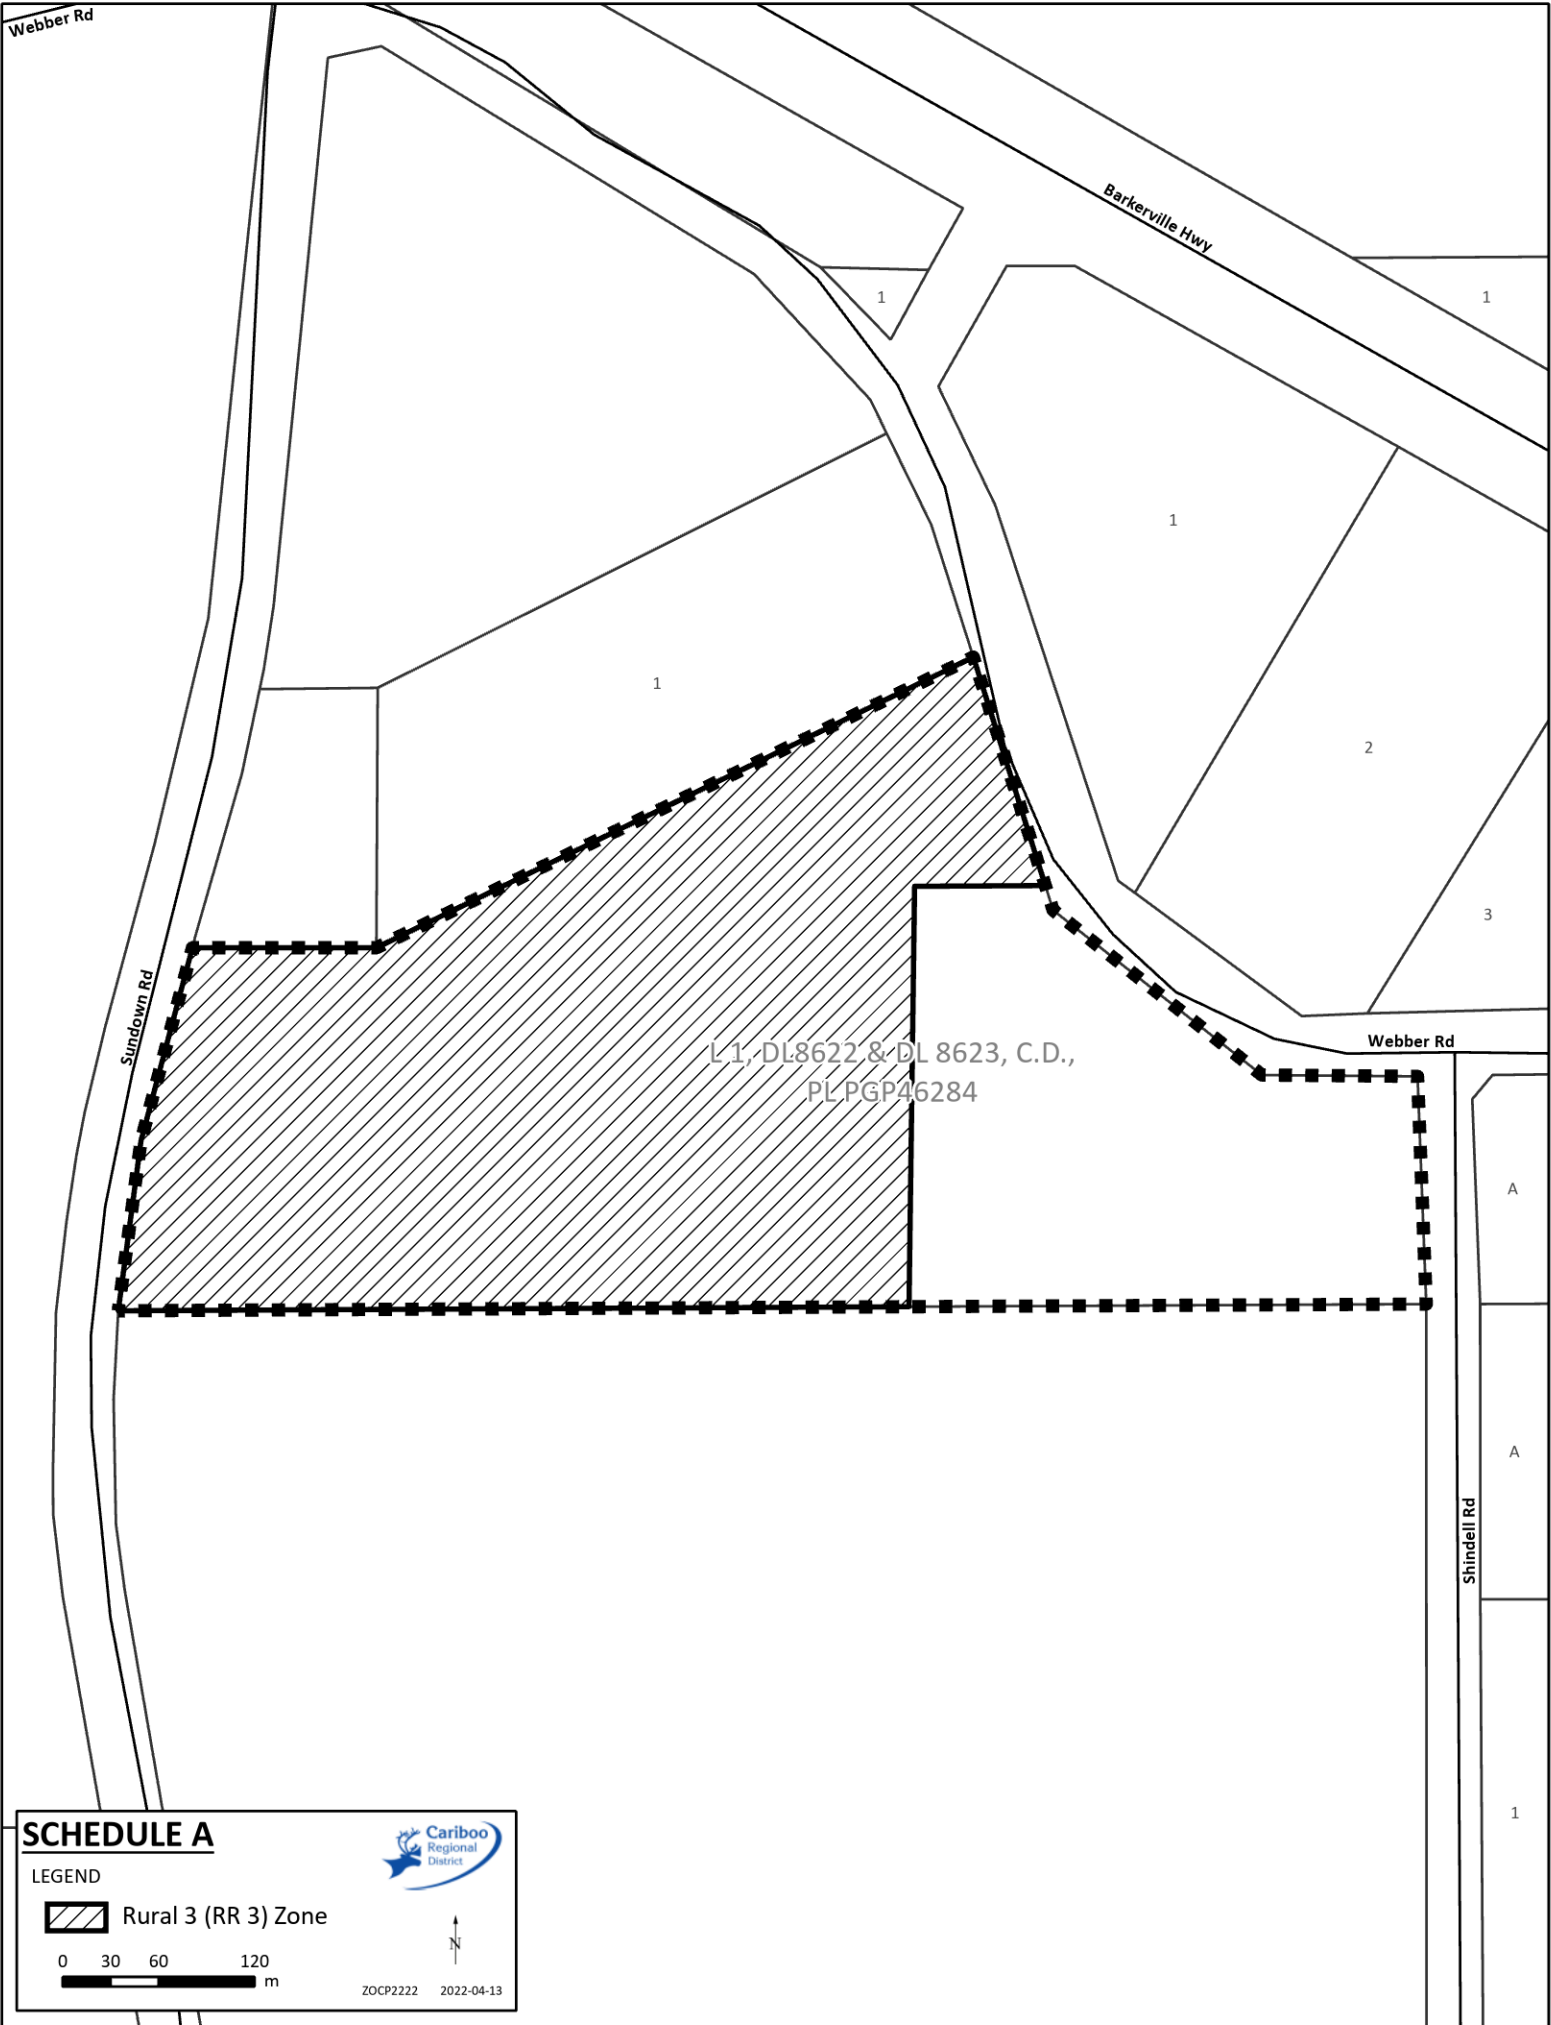 Webber Rd
Barkerville Hwy
1
1
1
2
1
3
Sundown Rd
Webber Rd
L 1, DL8622 & DL 8623, C.D.,
PL PGP46284
A
A
Shindell Rd
1
SCHEDULE A
Cariboo
Regional
District
LEGEND
Rural 3 (RR 3) Zone
N
0 30 60 120
m
ZOCP2222 2022-04-13